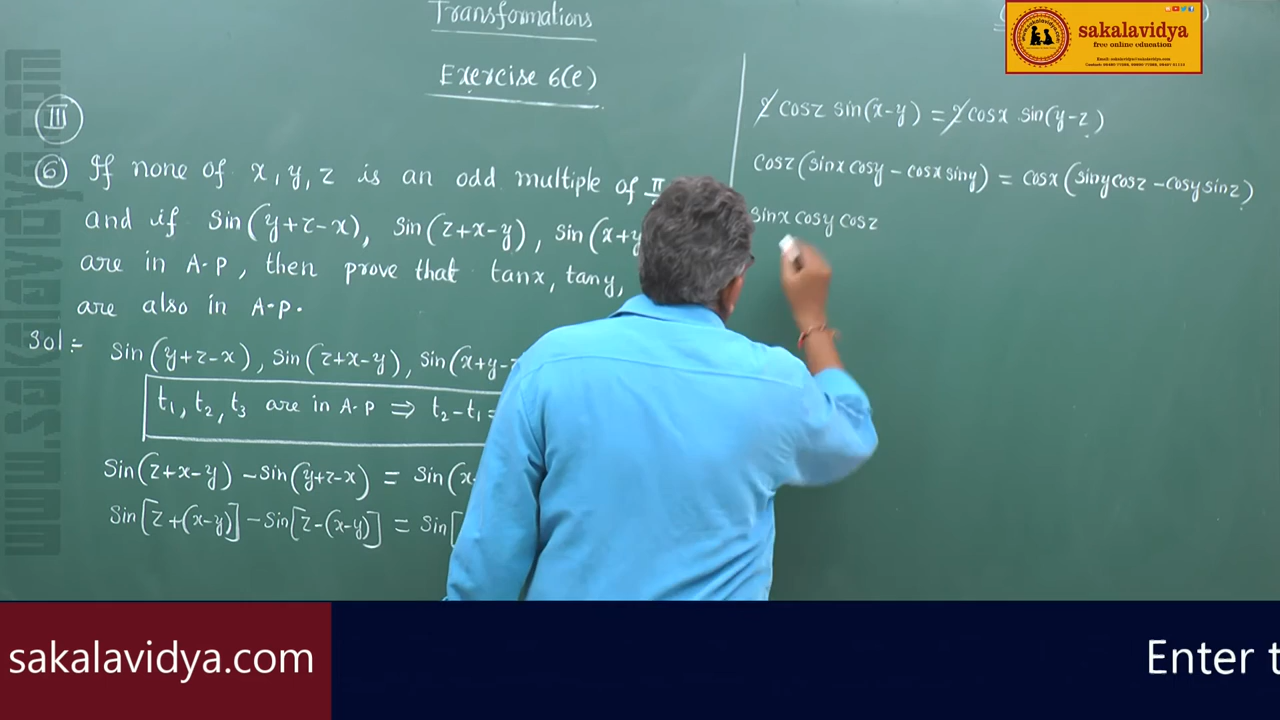 Transformations
Exercise 6(e)
III
6 If none of x, y, z is an odd multiple of π
and if Sin(y+z-x), Sin(z+x-y), Sin(x+y
are in A.P, then prove that tanx, tany,
are also in A.P.
Sol:-
Sin(y+z-x), Sin(z+x-y), Sin(x+y-
t₁, t₂, t₃ are in A.P ⇒ t₂-t₁ =
Sin(z+x-y) - Sin(y+z-x) = Sin(x
Sin[z+(x-y)] - Sin[z-(x-y)] = Sin[
2 cosz sin(x-y) = 2 cosx sin(y-z)
cosz(sinx cosy - cosx siny) = cosx(siny cosz - cosy sinz)
sinx cosy cosz
sakalavidya
free online education
www.sakalavidya.com
sakalavidya.com
Enter t